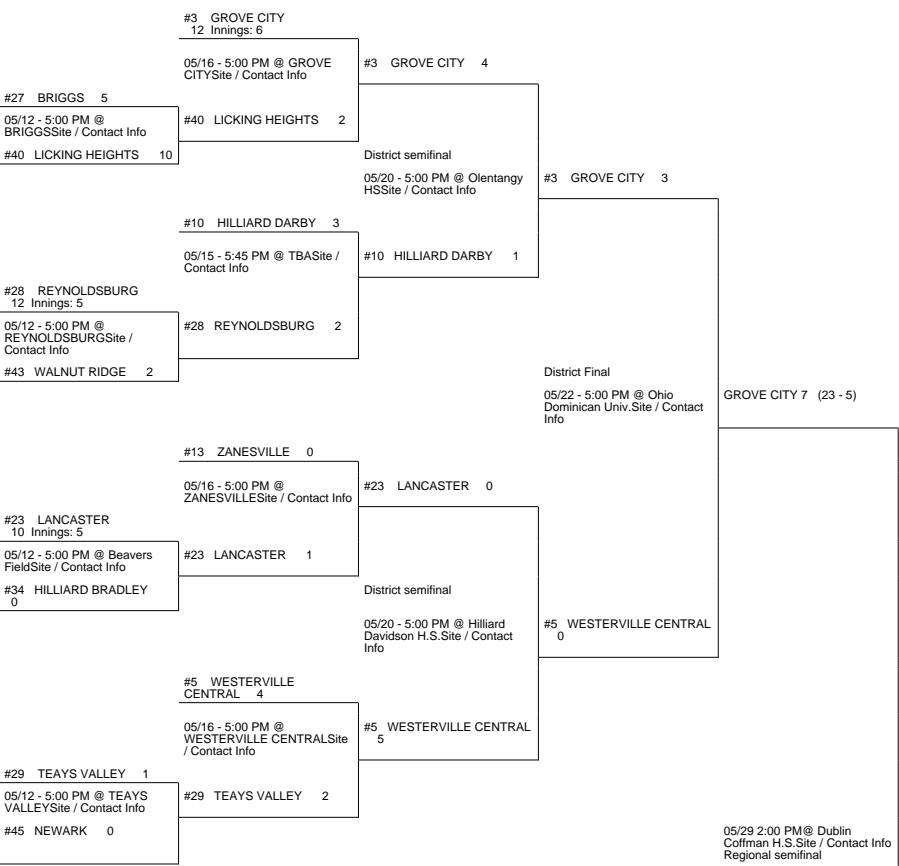 #3 GROVE CITY
12 Innings: 6
05/16 - 5:00 PM @ GROVE
CITYSite / Contact Info
#3 GROVE CITY 4
#27 BRIGGS 5
05/12 - 5:00 PM @
BRIGGSSite / Contact Info
#40 LICKING HEIGHTS 10
#40 LICKING HEIGHTS 2
District semifinal
05/20 - 5:00 PM @ Olentangy
HSSite / Contact Info
#3 GROVE CITY 3
#10 HILLIARD DARBY 3
05/15 - 5:45 PM @ TBASite /
Contact Info
#10 HILLIARD DARBY 1
#28 REYNOLDSBURG
12 Innings: 5
05/12 - 5:00 PM @
REYNOLDSBURGSite /
Contact Info
#43 WALNUT RIDGE 2
#28 REYNOLDSBURG 2
District Final
05/22 - 5:00 PM @ Ohio
Dominican Univ.Site / Contact
Info
GROVE CITY 7 (23 - 5)
#13 ZANESVILLE 0
05/16 - 5:00 PM @
ZANESVILLESite / Contact Info
#23 LANCASTER 0
#23 LANCASTER
10 Innings: 5
05/12 - 5:00 PM @ Beavers
FieldSite / Contact Info
#34 HILLIARD BRADLEY
0
#23 LANCASTER 1
District semifinal
05/20 - 5:00 PM @ Hilliard
Davidson H.S.Site / Contact
Info
#5 WESTERVILLE CENTRAL
0
#5 WESTERVILLE
CENTRAL 4
05/16 - 5:00 PM @
WESTERVILLE CENTRALSite
/ Contact Info
#5 WESTERVILLE CENTRAL
5
#29 TEAYS VALLEY 1
05/12 - 5:00 PM @ TEAYS
VALLEYSite / Contact Info
#45 NEWARK 0
#29 TEAYS VALLEY 2
05/29 2:00 PM@ Dublin
Coffman H.S.Site / Contact Info
Regional semifinal